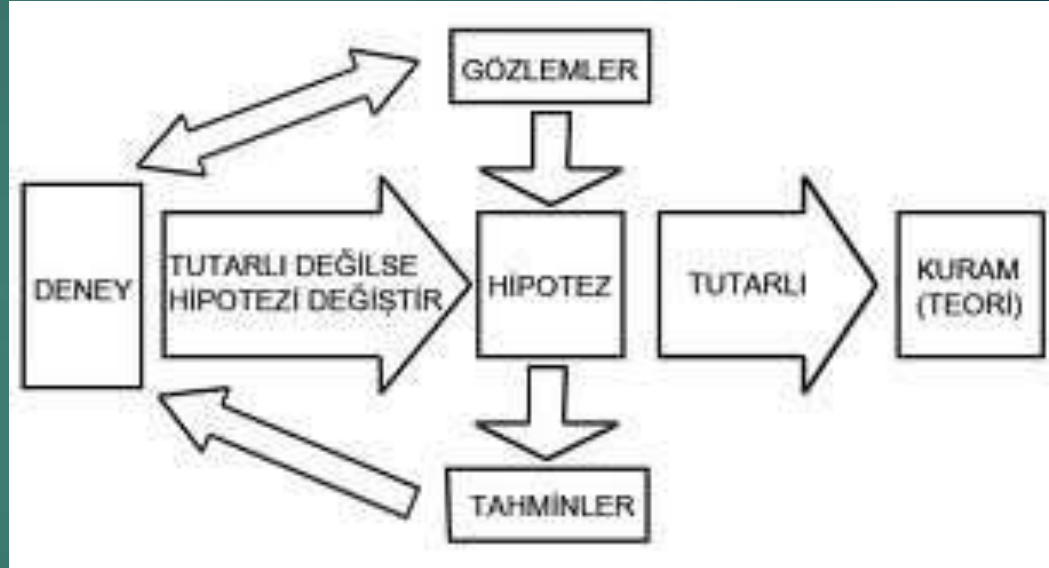 GÖZLEMLER
DENEY
TUTARLI DEĞİLSE
HİPOTEZİ DEĞİŞTİR
HİPOTEZ
TUTARLI
KURAM
(TEORİ)
TAHMİNLER